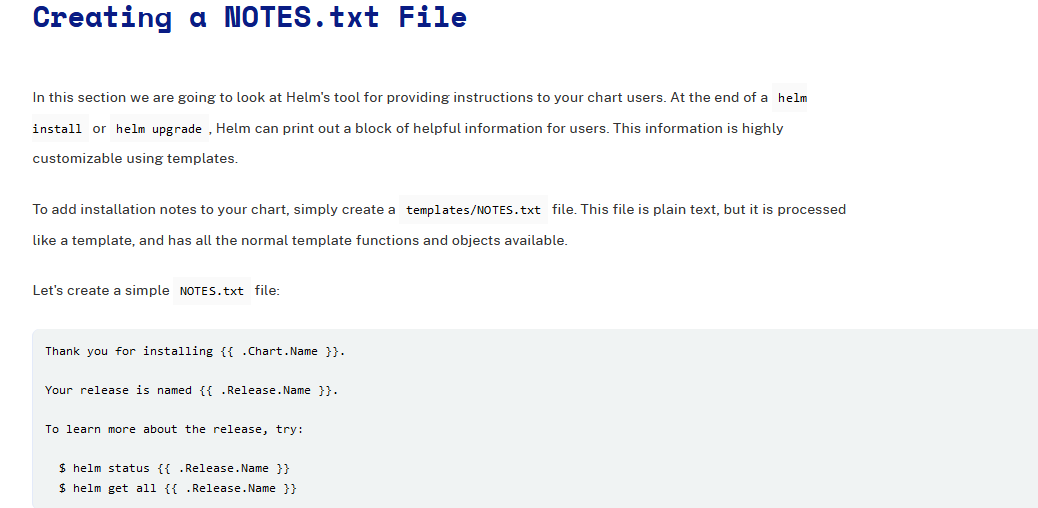 Creating a NOTES.txt File
In this section we are going to look at Helm's tool for providing instructions to your chart users. At the end of a helm
install or helm upgrade , Helm can print out a block of helpful information for users. This information is highly
customizable using templates.
To add installation notes to your chart, simply create a templates/NOTES.txt file. This file is plain text, but it is processed
like a template, and has all the normal template functions and objects available.
Let's create a simple NOTES.txt file:
Thank you for installing {{ .Chart.Name }}.
Your release is named {{ .Release.Name }}.
To learn more about the release, try:
$ helm status {{ .Release.Name }}
$ helm get all {{ .Release.Name }}